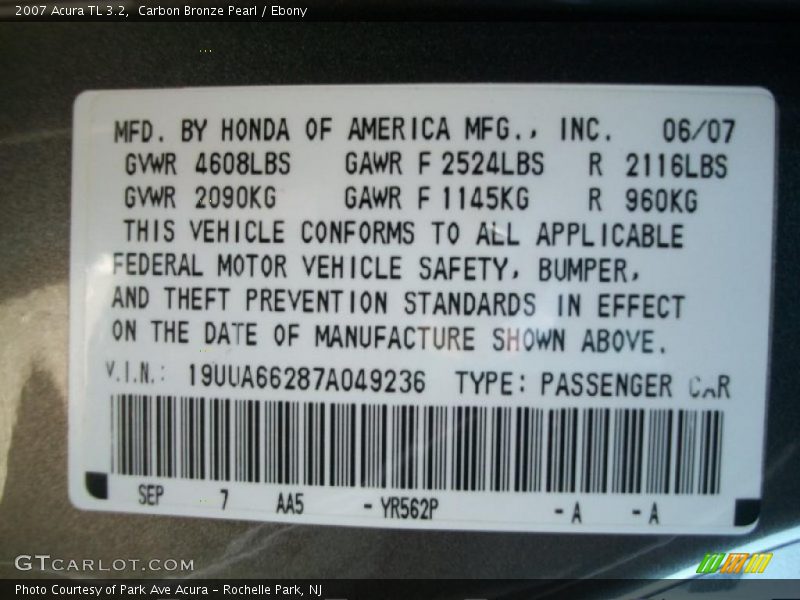 2007 Acura TL 3.2, Carbon Bronze Pearl / Ebony
MFD. BY HONDA OF AMERICA MFG., INC. 06/07
GVWR 4608LBS GAWR F 2524LBS R 2116LBS
GVWR 2090KG GAWR F 1145KG R 960KG
THIS VEHICLE CONFORMS TO ALL APPLICABLE
FEDERAL MOTOR VEHICLE SAFETY, BUMPER,
AND THEFT PREVENTION STANDARDS IN EFFECT
ON THE DATE OF MANUFACTURE SHOWN ABOVE.
V.I.N.: 19UUA66287A049236 TYPE: PASSENGER CAR
SEP 7 AA5 - YR562P - A - A
GTCARLOT.COM
Photo Courtesy of Park Ave Acura - Rochelle Park, NJ